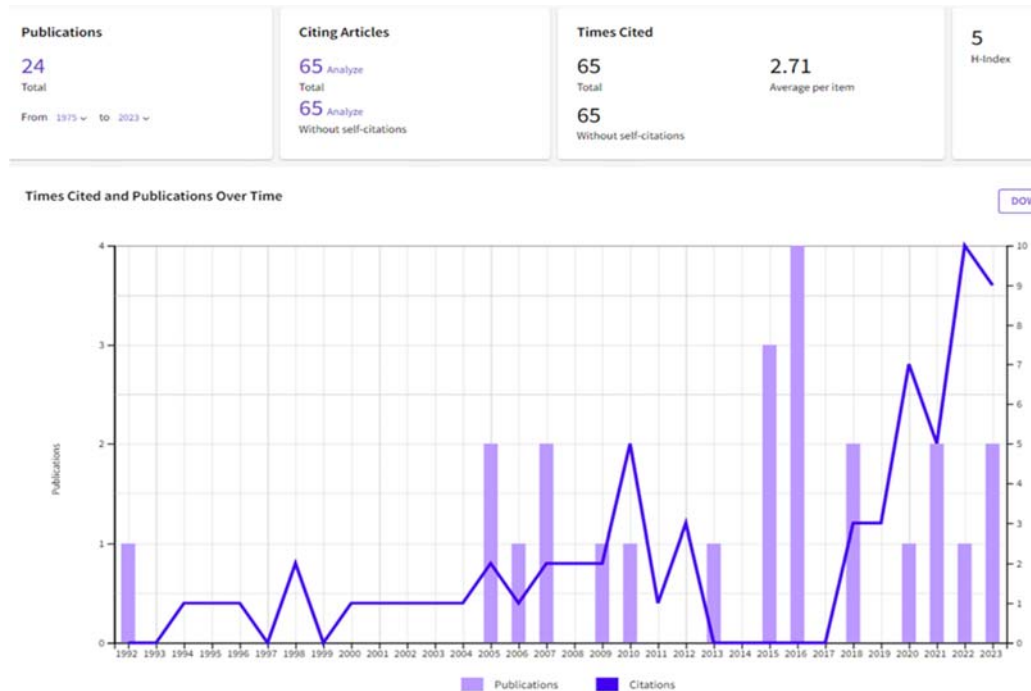 Publications
24
Total
From 1975 to 2023
Citing Articles
65 Analyze
Total
65 Analyze
Without self-citations
Times Cited
65
Total
65
Without self-citations
2.71
Average per item
5
H-Index
Times Cited and Publications Over Time
DOW
Publications
4
3
2
1
0
10
9
8
7
6
5
4
3
2
1
0
1992 1993 1994 1995 1996 1997 1998 1999 2000 2001 2002 2003 2004 2005 2006 2007 2008 2009 2010 2011 2012 2013 2014 2015 2016 2017 2018 2019 2020 2021 2022 2023
Publications Citations